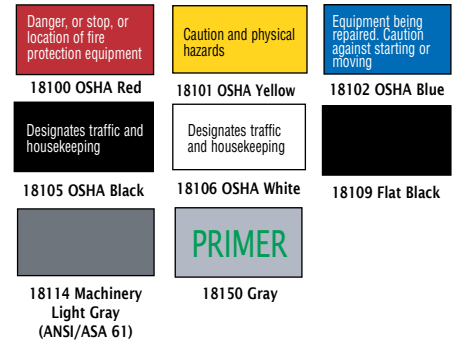 Danger, or stop, or
location of fire
protection equipment
18100 OSHA Red
Caution and physical
hazards
18101 OSHA Yellow
Equipment being
repaired. Caution
against starting or
moving
18102 OSHA Blue
Designates traffic and
housekeeping
18105 OSHA Black
Designates traffic
and housekeeping
18106 OSHA White
18109 Flat Black
18114 Machinery
Light Gray
(ANSI/ASA 61)
PRIMER
18150 Gray